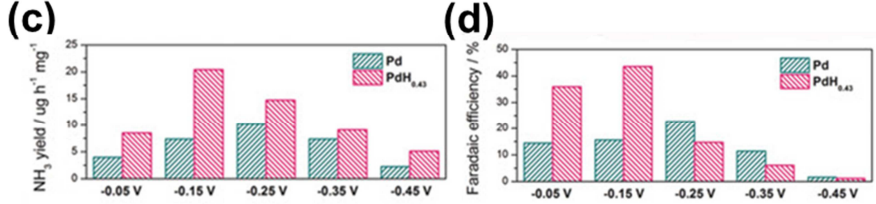 (c)
NH₃ yield / ug h⁻¹ mg⁻¹
25
20
15
10
5
0
Pd
PdH₀.₄₃
-0.05 V -0.15 V -0.25 V -0.35 V -0.45 V
(d)
Faradaic efficiency / %
50
40
30
20
10
0
Pd
PdH₀.₄₃
-0.05 V -0.15 V -0.25 V -0.35 V -0.45 V